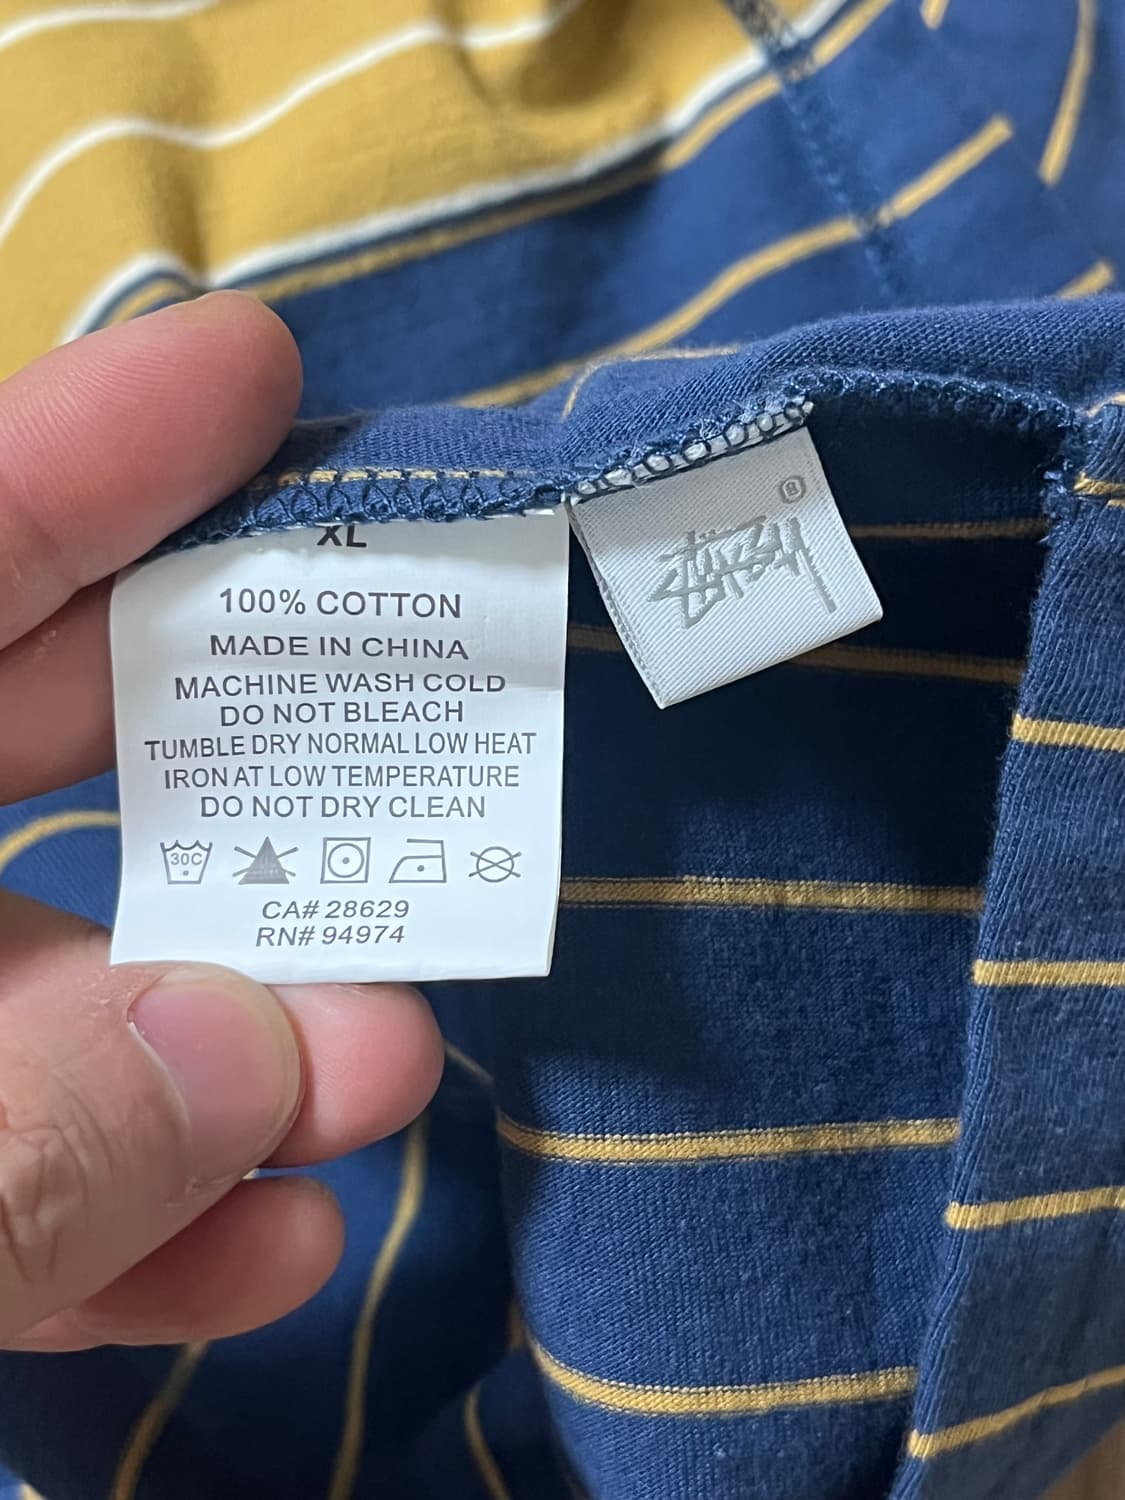 XL
100% COTTON
MADE IN CHINA
MACHINE WASH COLD
DO NOT BLEACH
TUMBLE DRY NORMAL LOW HEAT
IRON AT LOW TEMPERATURE
DO NOT DRY CLEAN
30C
CA# 28629
RN# 94974
Stüssy ®